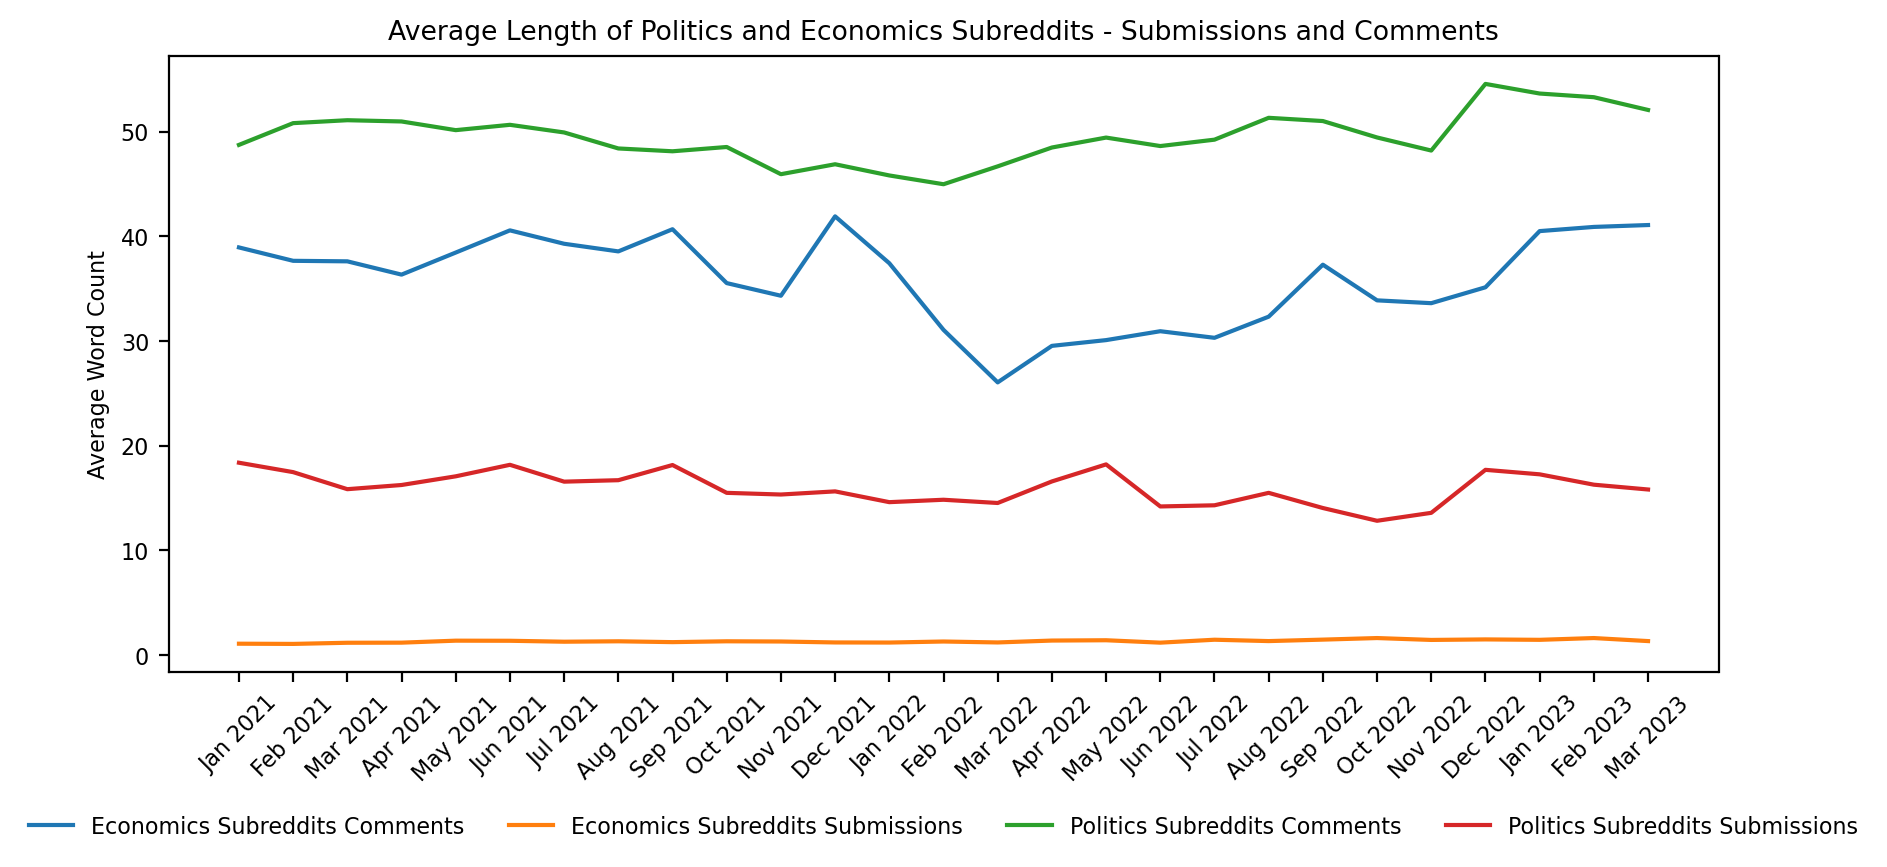 Average Length of Politics and Economics Subreddits - Submissions and Comments
Average Word Count
50
40
30
20
10
0
Jan 2021
Feb 2021
Mar 2021
Apr 2021
May 2021
Jun 2021
Jul 2021
Aug 2021
Sep 2021
Oct 2021
Nov 2021
Dec 2021
Jan 2022
Feb 2022
Mar 2022
Apr 2022
May 2022
Jun 2022
Jul 2022
Aug 2022
Sep 2022
Oct 2022
Nov 2022
Dec 2022
Jan 2023
Feb 2023
Mar 2023
Economics Subreddits Comments
Economics Subreddits Submissions
Politics Subreddits Comments
Politics Subreddits Submissions